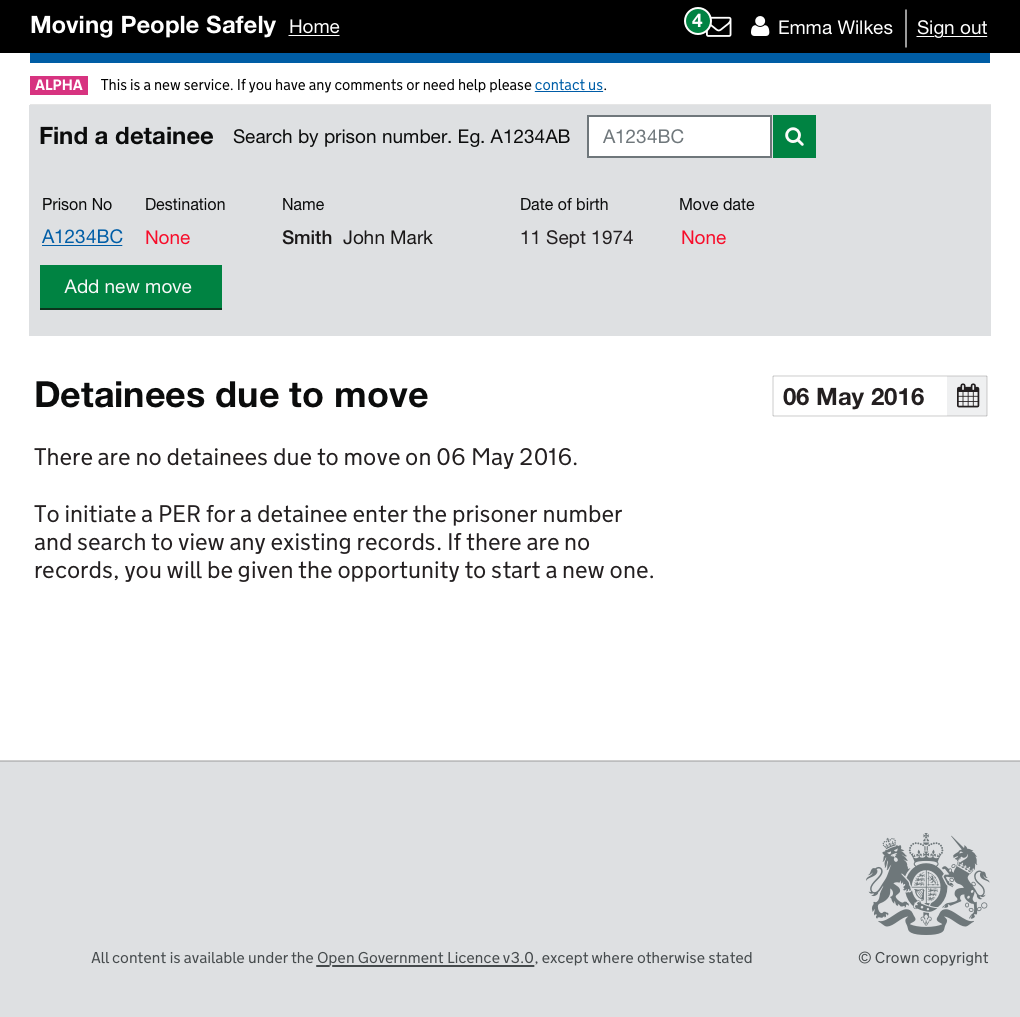 Moving People Safely Home 4 Emma Wilkes Sign out
ALPHA This is a new service. If you have any comments or need help please contact us.
Find a detainee Search by prison number. Eg. A1234AB A1234BC
Prison No Destination Name Date of birth Move date
A1234BC None Smith John Mark 11 Sept 1974 None
Add new move
Detainees due to move 06 May 2016
There are no detainees due to move on 06 May 2016.
To initiate a PER for a detainee enter the prisoner number
and search to view any existing records. If there are no
records, you will be given the opportunity to start a new one.
All content is available under the Open Government Licence v3.0, except where otherwise stated © Crown copyright